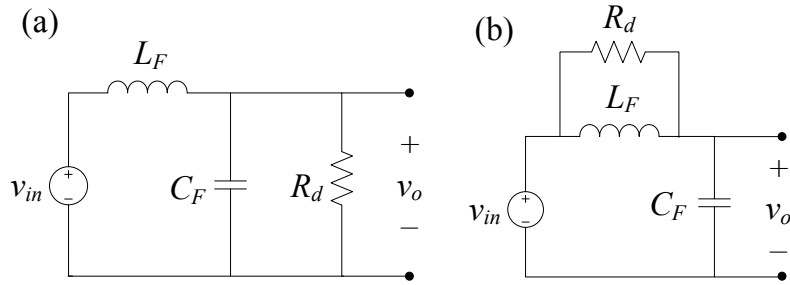 (a)
L_F
v_in
+
−
C_F
R_d
+
v_o
−
(b)
R_d
L_F
v_in
+
−
C_F
+
v_o
−